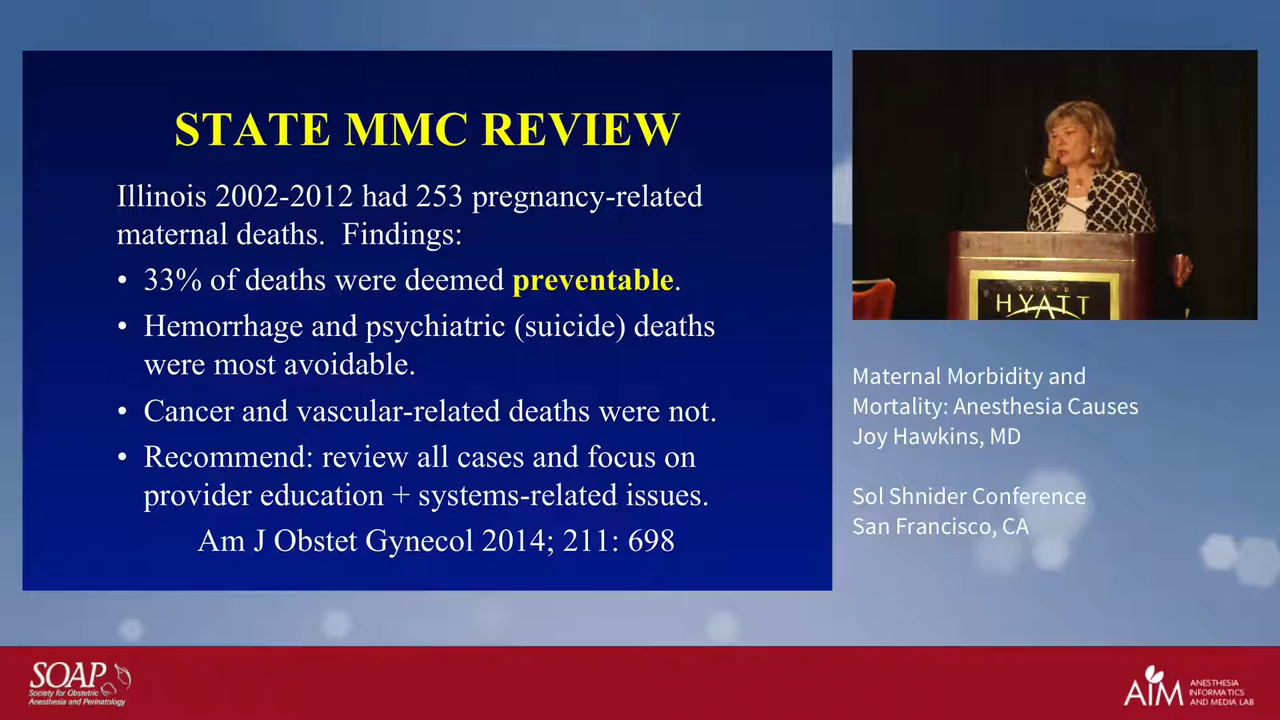 STATE MMC REVIEW
Illinois 2002-2012 had 253 pregnancy-related
maternal deaths. Findings:
• 33% of deaths were deemed preventable.
• Hemorrhage and psychiatric (suicide) deaths
were most avoidable.
• Cancer and vascular-related deaths were not.
• Recommend: review all cases and focus on
provider education + systems-related issues.
Am J Obstet Gynecol 2014; 211: 698
GRAND
HYATT
Maternal Morbidity and
Mortality: Anesthesia Causes
Joy Hawkins, MD
Sol Shnider Conference
San Francisco, CA
SOAP
Society for Obstetric
Anesthesia and Perinatology
AIM
ANESTHESIA
INFORMATICS
AND MEDIA LAB